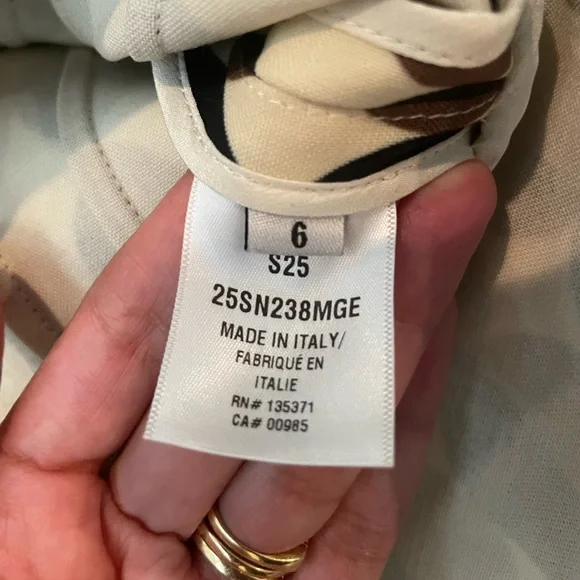 6
S25
25SN238MGE
MADE IN ITALY/
FABRIQUÉ EN
ITALIE
RN# 135371
CA# 00985